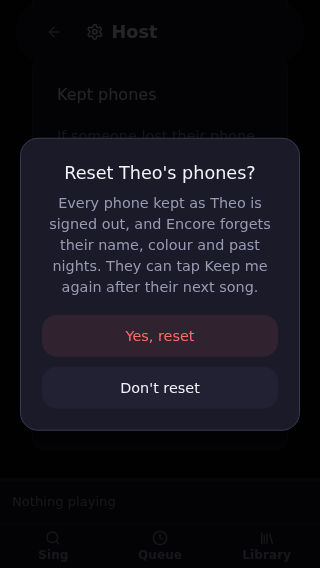 Host
Kept phones
If someone lost their phone,
Reset Theo's phones?
Every phone kept as Theo is
signed out, and Encore forgets
their name, colour and past
nights. They can tap Keep me
again after their next song.
Yes, reset
Don't reset
Nothing playing
Sing
Queue
Library